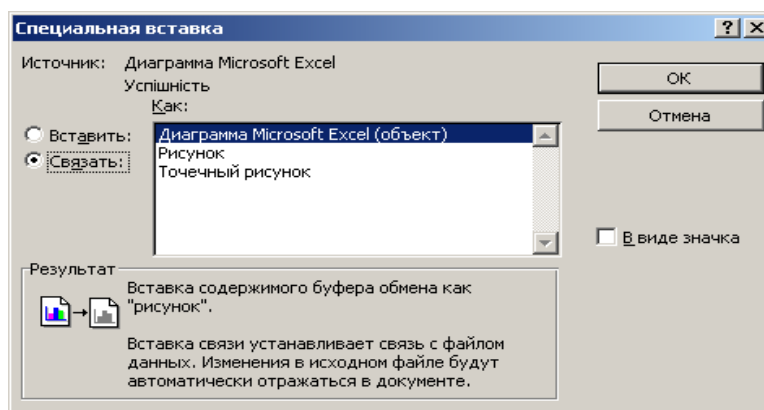 Специальная вставка
Источник: Диаграмма Microsoft Excel
Успішність
Как:
Вставить:
Связать:
Диаграмма Microsoft Excel (объект)
Рисунок
Точечный рисунок
ОК
Отмена
В виде значка
Результат
Вставка содержимого буфера обмена как
"рисунок".
Вставка связи устанавливает связь с файлом
данных. Изменения в исходном файле будут
автоматически отражаться в документе.